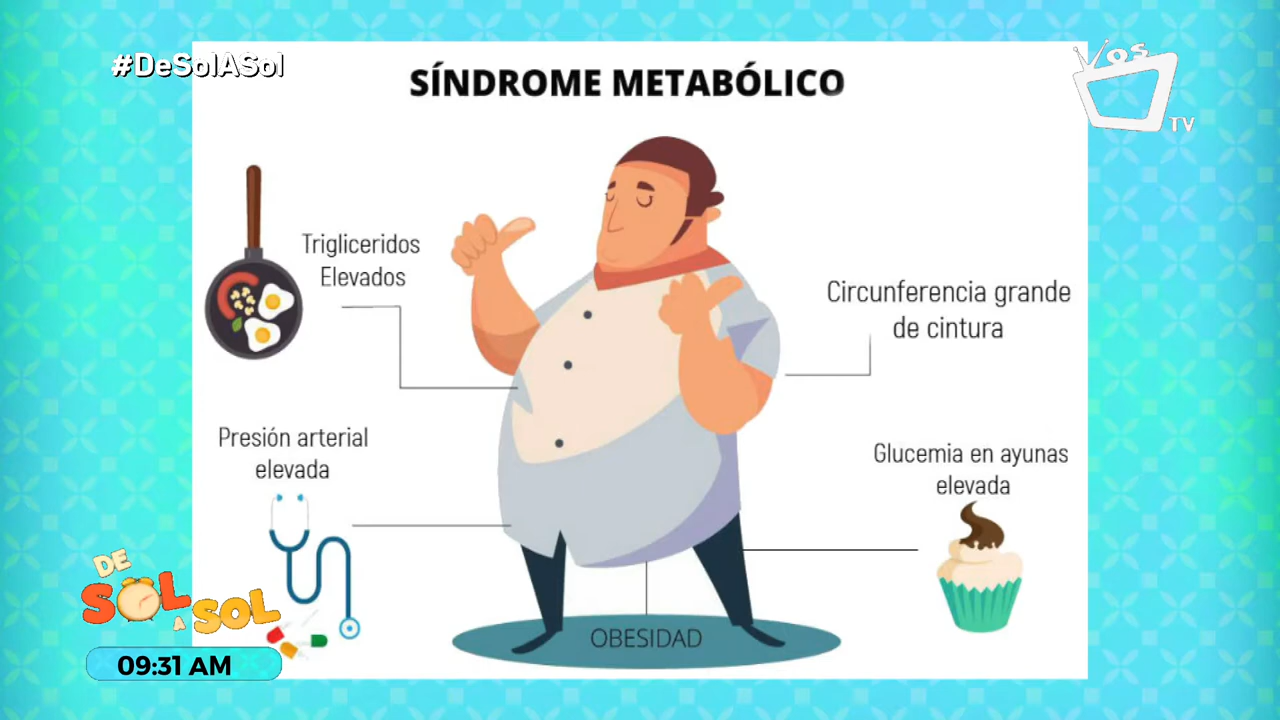 #DeSolASol
Vos
TV
SÍNDROME METABÓLICO
Trigliceridos
Elevados
Circunferencia grande
de cintura
Presión arterial
elevada
Glucemia en ayunas
elevada
OBESIDAD
DE
SOL
A
SOL
09:31 AM